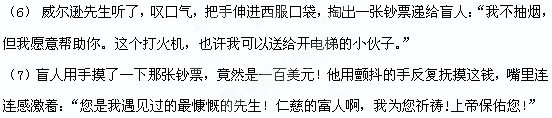 (6) 威尔逊先生听了，叹口气，把手伸进西服口袋，掏出一张钞票递给盲人：“我不抽烟，
但我愿意帮助你。这个打火机，也许我可以送给开电梯的小伙子。”
(7) 盲人用手摸了一下那张钞票，竟然是一百美元！他用颤抖的手反复抚摸这钱，嘴里连
连感激着：“您是我遇见过的最慷慨的先生！仁慈的富人啊，我为您祈祷！上帝保佑您！”